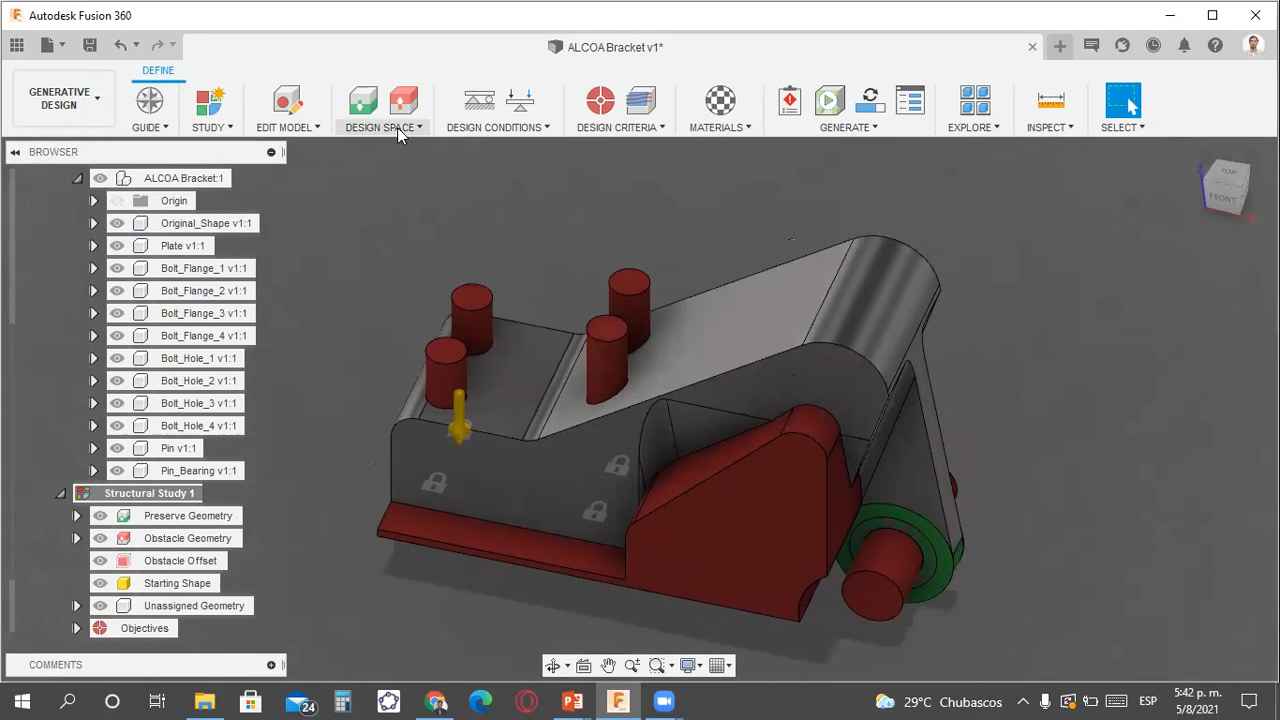 Autodesk Fusion 360
ALCOA Bracket v1*
GENERATIVE DESIGN
DEFINE
GUIDE
STUDY
EDIT MODEL
DESIGN SPACE
DESIGN CONDITIONS
DESIGN CRITERIA
MATERIALS
GENERATE
EXPLORE
INSPECT
SELECT
BROWSER
ALCOA Bracket:1
Origin
Original_Shape v1:1
Plate v1:1
Bolt_Flange_1 v1:1
Bolt_Flange_2 v1:1
Bolt_Flange_3 v1:1
Bolt_Flange_4 v1:1
Bolt_Hole_1 v1:1
Bolt_Hole_2 v1:1
Bolt_Hole_3 v1:1
Bolt_Hole_4 v1:1
Pin v1:1
Pin_Bearing v1:1
Structural Study 1
Preserve Geometry
Obstacle Geometry
Obstacle Offset
Starting Shape
Unassigned Geometry
Objectives
TOP
FRONT
COMMENTS
24
29°C Chubascos
ESP
5:42 p. m.
5/8/2021